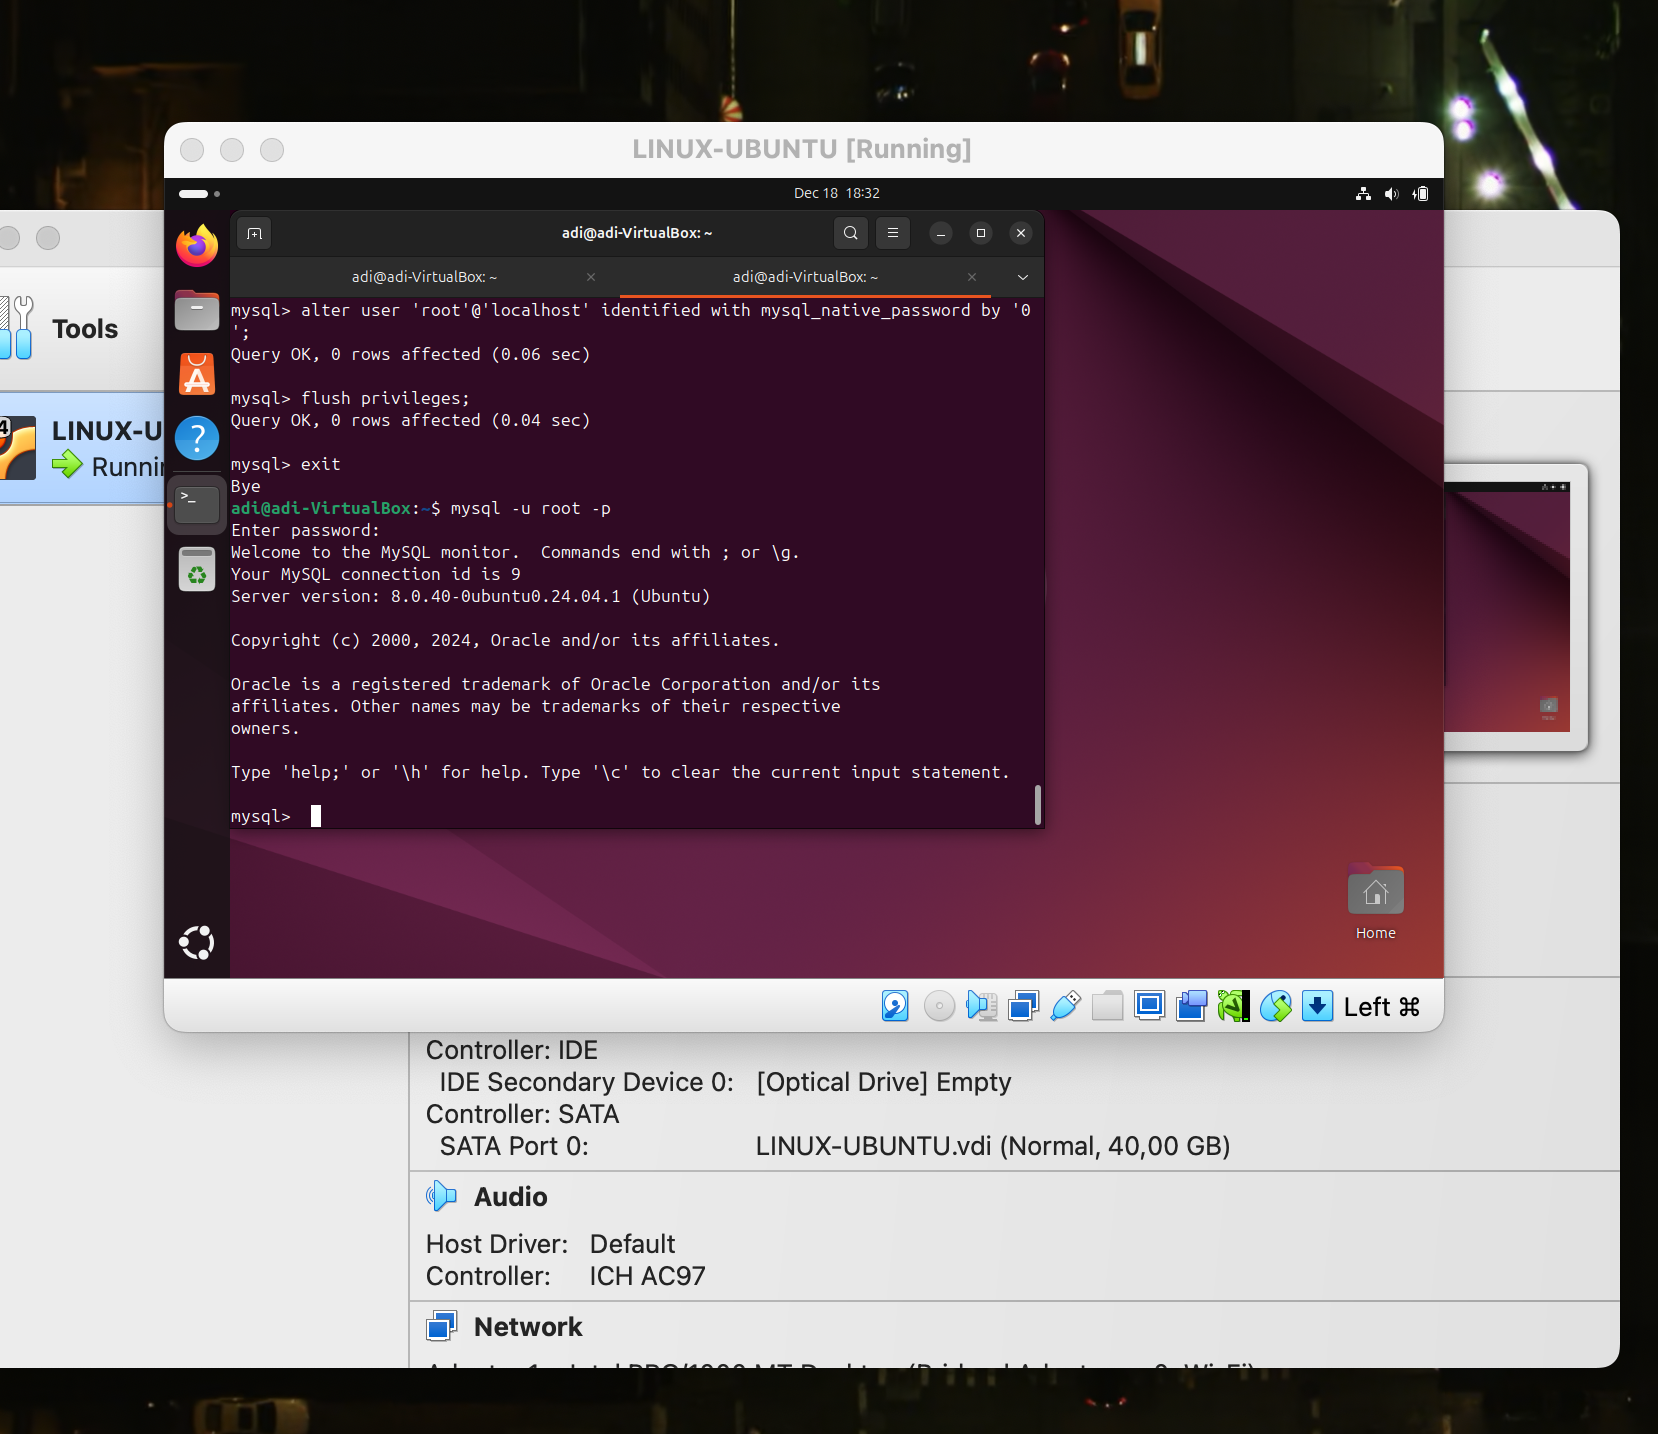 LINUX-UBUNTU [Running]
Dec 18 18:32
adi@adi-VirtualBox: ~
adi@adi-VirtualBox: ~
adi@adi-VirtualBox: ~
mysql> alter user 'root'@'localhost' identified with mysql_native_password by '0
';
Query OK, 0 rows affected (0.06 sec)
mysql> flush privileges;
Query OK, 0 rows affected (0.04 sec)
mysql> exit
Bye
adi@adi-VirtualBox:~$ mysql -u root -p
Enter password:
Welcome to the MySQL monitor.  Commands end with ; or \g.
Your MySQL connection id is 9
Server version: 8.0.40-0ubuntu0.24.04.1 (Ubuntu)
Copyright (c) 2000, 2024, Oracle and/or its affiliates.
Oracle is a registered trademark of Oracle Corporation and/or its
affiliates. Other names may be trademarks of their respective
owners.
Type 'help;' or '\h' for help. Type '\c' to clear the current input statement.
mysql>
Home
Left ⌘
Tools
4
LINUX-U
Runnin
Controller: IDE
IDE Secondary Device 0: [Optical Drive] Empty
Controller: SATA
SATA Port 0: LINUX-UBUNTU.vdi (Normal, 40,00 GB)
Audio
Host Driver: Default
Controller: ICH AC97
Network